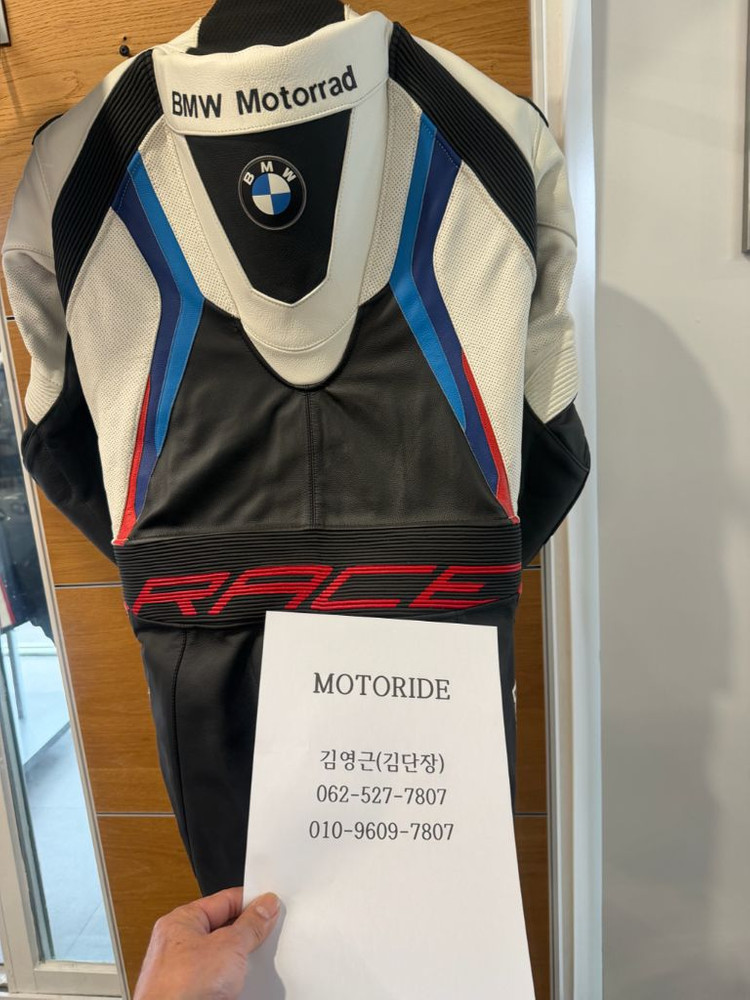 BMW Motorrad
BMW
RACE
MOTORIDE
김영근(김단장)
062-527-7807
010-9609-7807